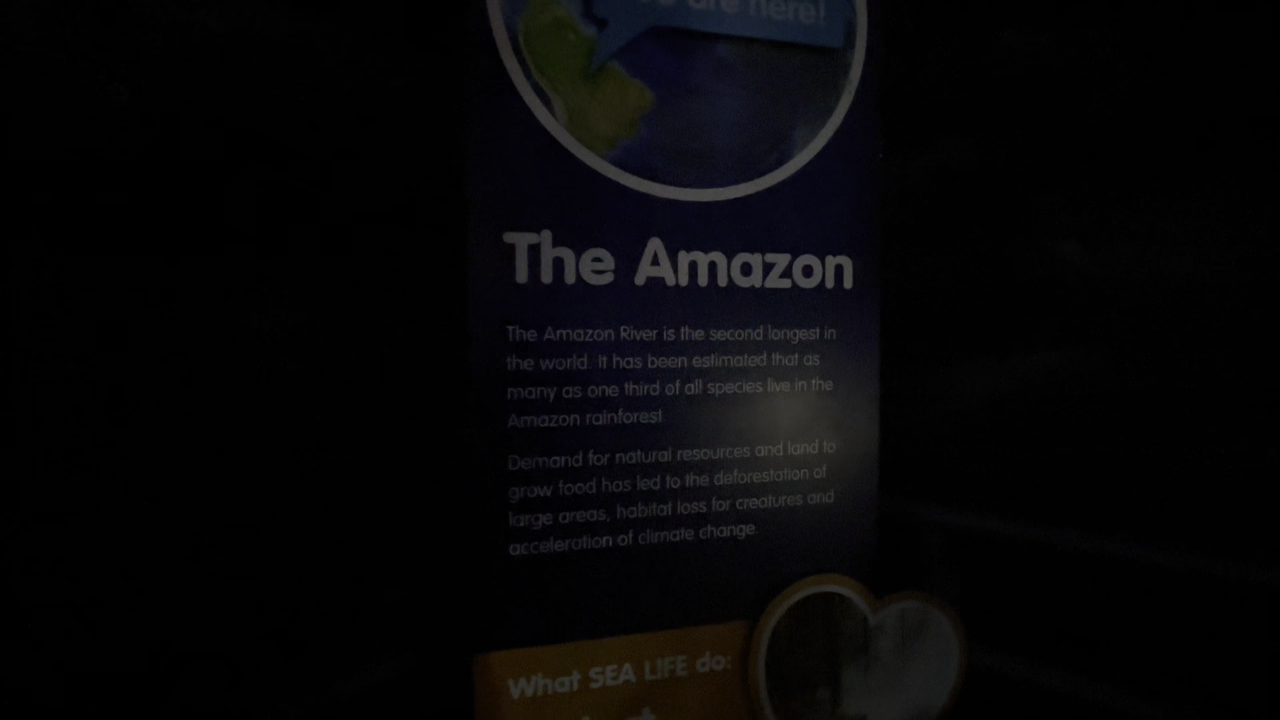 are here!
The Amazon
The Amazon River is the second longest in
the world. It has been estimated that as
many as one third of all species live in the
Amazon rainforest.
Demand for natural resources and land to
grow food has led to the deforestation of
large areas, habitat loss for creatures and
acceleration of climate change.
What SEA LIFE do: